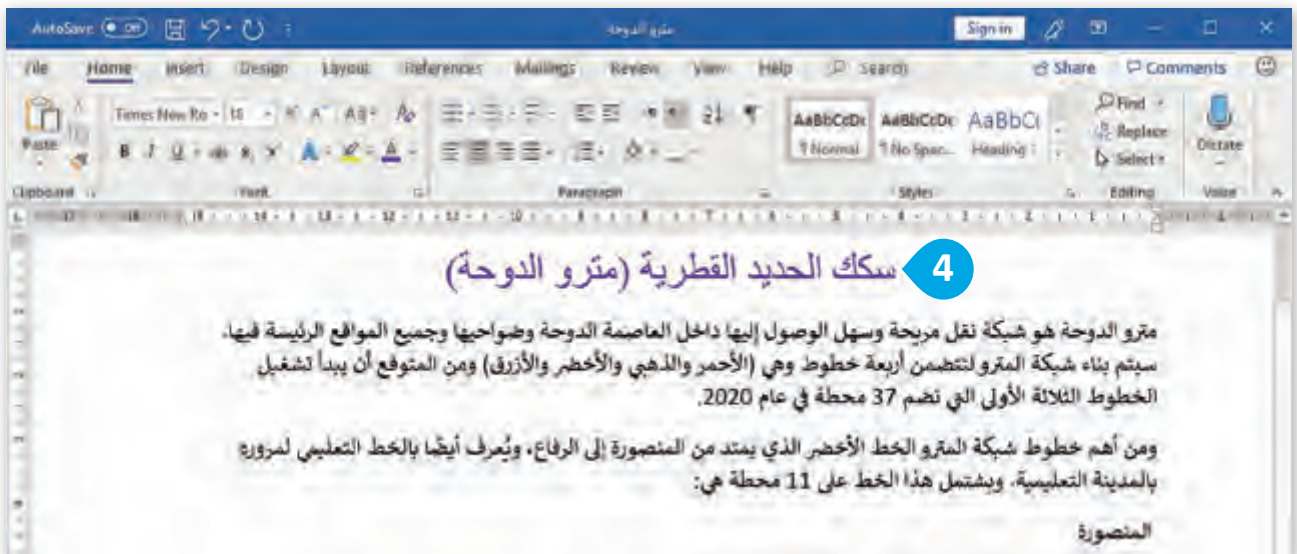 AutoSave Off مترو الدوحة Sign in
File Home Insert Design Layout References Mailings Review View Help Search Share Comments
Paste Times New Ro 16 AaBbCcDc AaBbCcDc AaBbC Find Replace Select Dictate
Normal No Spac... Heading
Clipboard Font Paragraph Styles Editing Voice
4 سكك الحديد القطرية (مترو الدوحة)
مترو الدوحة هو شبكة نقل مريحة وسهل الوصول إليها داخل العاصمة الدوحة وضواحيها وجميع المواقع الرئيسة فيها.
سيتم بناء شبكة المترو لتتضمن أربعة خطوط وهي (الأحمر والذهبي والأخضر والأزرق) ومن المتوقع أن يبدأ تشغيل
الخطوط الثلاثة الأولى التي تضم 37 محطة في عام 2020.
ومن أهم خطوط شبكة المترو الخط الأخضر الذي يمتد من المنصورة إلى الرفاع، ويُعرف أيضًا بالخط التعليمي لمروره
بالمدينة التعليمية. ويشتمل هذا الخط على 11 محطة هي:
المنصورة